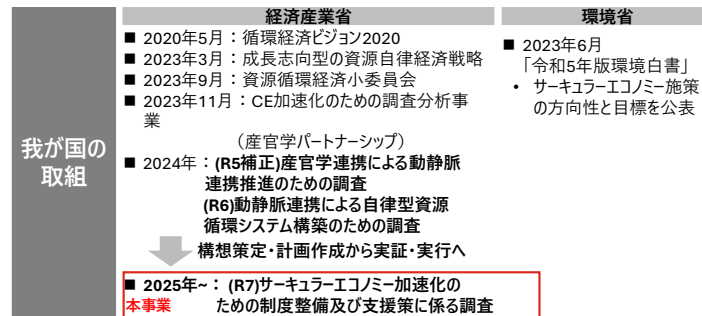 経済産業省
環境省
我が国の
取組
■ 2020年5月：循環経済ビジョン2020
■ 2023年3月：成長志向型の資源自律経済戦略
■ 2023年9月：資源循環経済小委員会
■ 2023年11月：CE加速化のための調査分析事
業
（産官学パートナーシップ）
■ 2024年：(R5補正)産官学連携による動静脈
連携推進のための調査
(R6)動静脈連携による自律型資源
循環システム構築のための調査
構想策定・計画作成から実証・実行へ
■ 2025年~： (R7)サーキュラーエコノミー加速化の
本事業 ための制度整備及び支援策に係る調査
■ 2023年6月
「令和5年版環境白書」
• サーキュラーエコノミー施策
の方向性と目標を公表